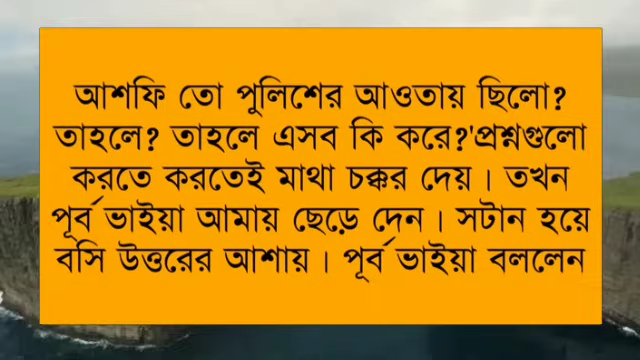 আশফি তো পুলিশের আওতায় ছিলো?
তাহলে? তাহলে এসব কি করে?'প্রশ্নগুলো
করতে করতেই মাথা চক্কর দেয়। তখন
পূর্ব ভাইয়া আমায় ছেড়ে দেন। সটান হয়ে
বসি উত্তরের আশায়। পূর্ব ভাইয়া বললেন